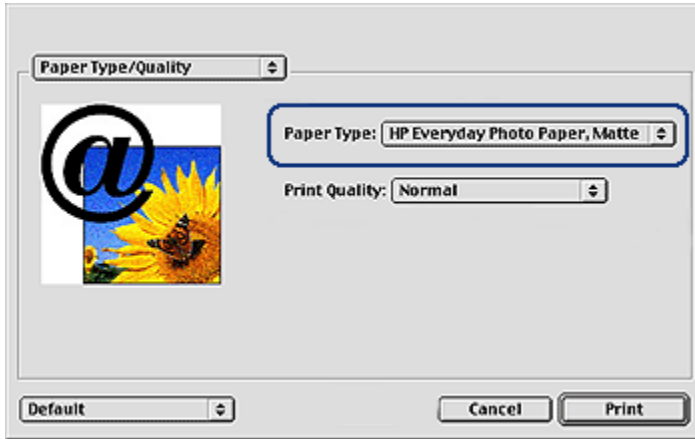 Paper Type/Quality
@
Paper Type: HP Everyday Photo Paper, Matte
Print Quality: Normal
Default
Cancel
Print